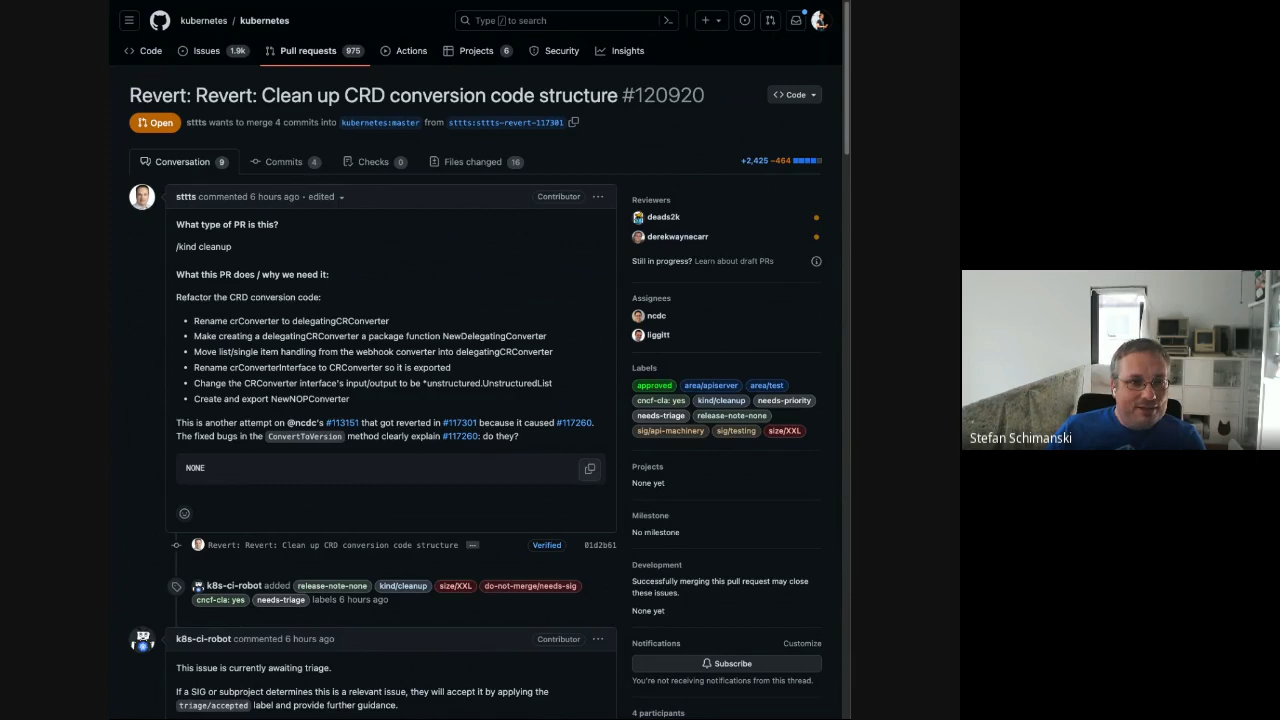 kubernetes / kubernetes
Type / to search
Code
Issues 1.9k
Pull requests 975
Actions
Projects 6
Security
Insights
Revert: Revert: Clean up CRD conversion code structure #120920
Code
Open
sttts wants to merge 4 commits into kubernetes:master from sttts:sttts-revert-117301
Conversation 9
Commits 4
Checks 0
Files changed 16
+2,425 −464
sttts commented 6 hours ago · edited
Contributor
What type of PR is this?
/kind cleanup
What this PR does / why we need it:
Refactor the CRD conversion code:
• Rename crConverter to delegatingCRConverter
• Make creating a delegatingCRConverter a package function NewDelegatingConverter
• Move list/single item handling from the webhook converter into delegatingCRConverter
• Rename crConverterInterface to CRConverter so it is exported
• Change the CRConverter interface's input/output to be *unstructured.UnstructuredList
• Create and export NewNOPConverter
This is another attempt on @ncdc's #113151 that got reverted in #117301 because it caused #117260.
The fixed bugs in the ConvertToVersion method clearly explain #117260: do they?
NONE
Revert: Revert: Clean up CRD conversion code structure
Verified
01d2b61
k8s-ci-robot added release-note-none kind/cleanup size/XXL do-not-merge/needs-sig
cncf-cla: yes needs-triage labels 6 hours ago
k8s-ci-robot commented 6 hours ago
Contributor
This issue is currently awaiting triage.
If a SIG or subproject determines this is a relevant issue, they will accept it by applying the
triage/accepted label and provide further guidance.
Reviewers
deads2k
derekwaynecarr
Still in progress? Learn about draft PRs
Assignees
ncdc
liggitt
Labels
approved area/apiserver area/test
cncf-cla: yes kind/cleanup needs-priority
needs-triage release-note-none
sig/api-machinery sig/testing size/XXL
Projects
None yet
Milestone
No milestone
Development
Successfully merging this pull request may close
these issues.
None yet
Notifications
Customize
Subscribe
You're not receiving notifications from this thread.
4 participants
Stefan Schimanski